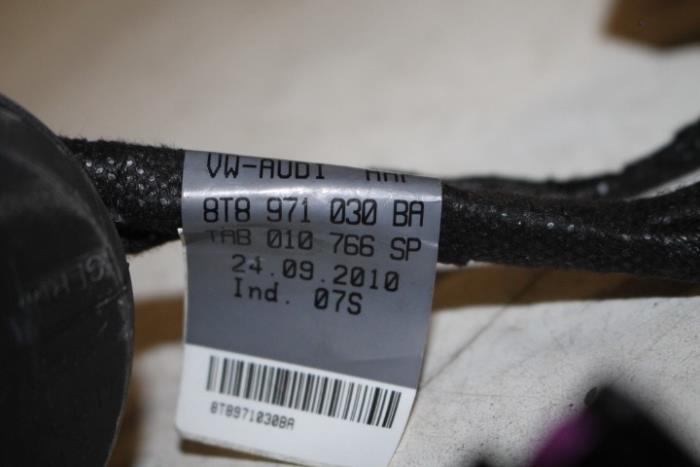 VW-AUDI
8T8 971 030 BA
TAB 010 766 SP
24.09.2010
Ind. 07S
8T8971030BA